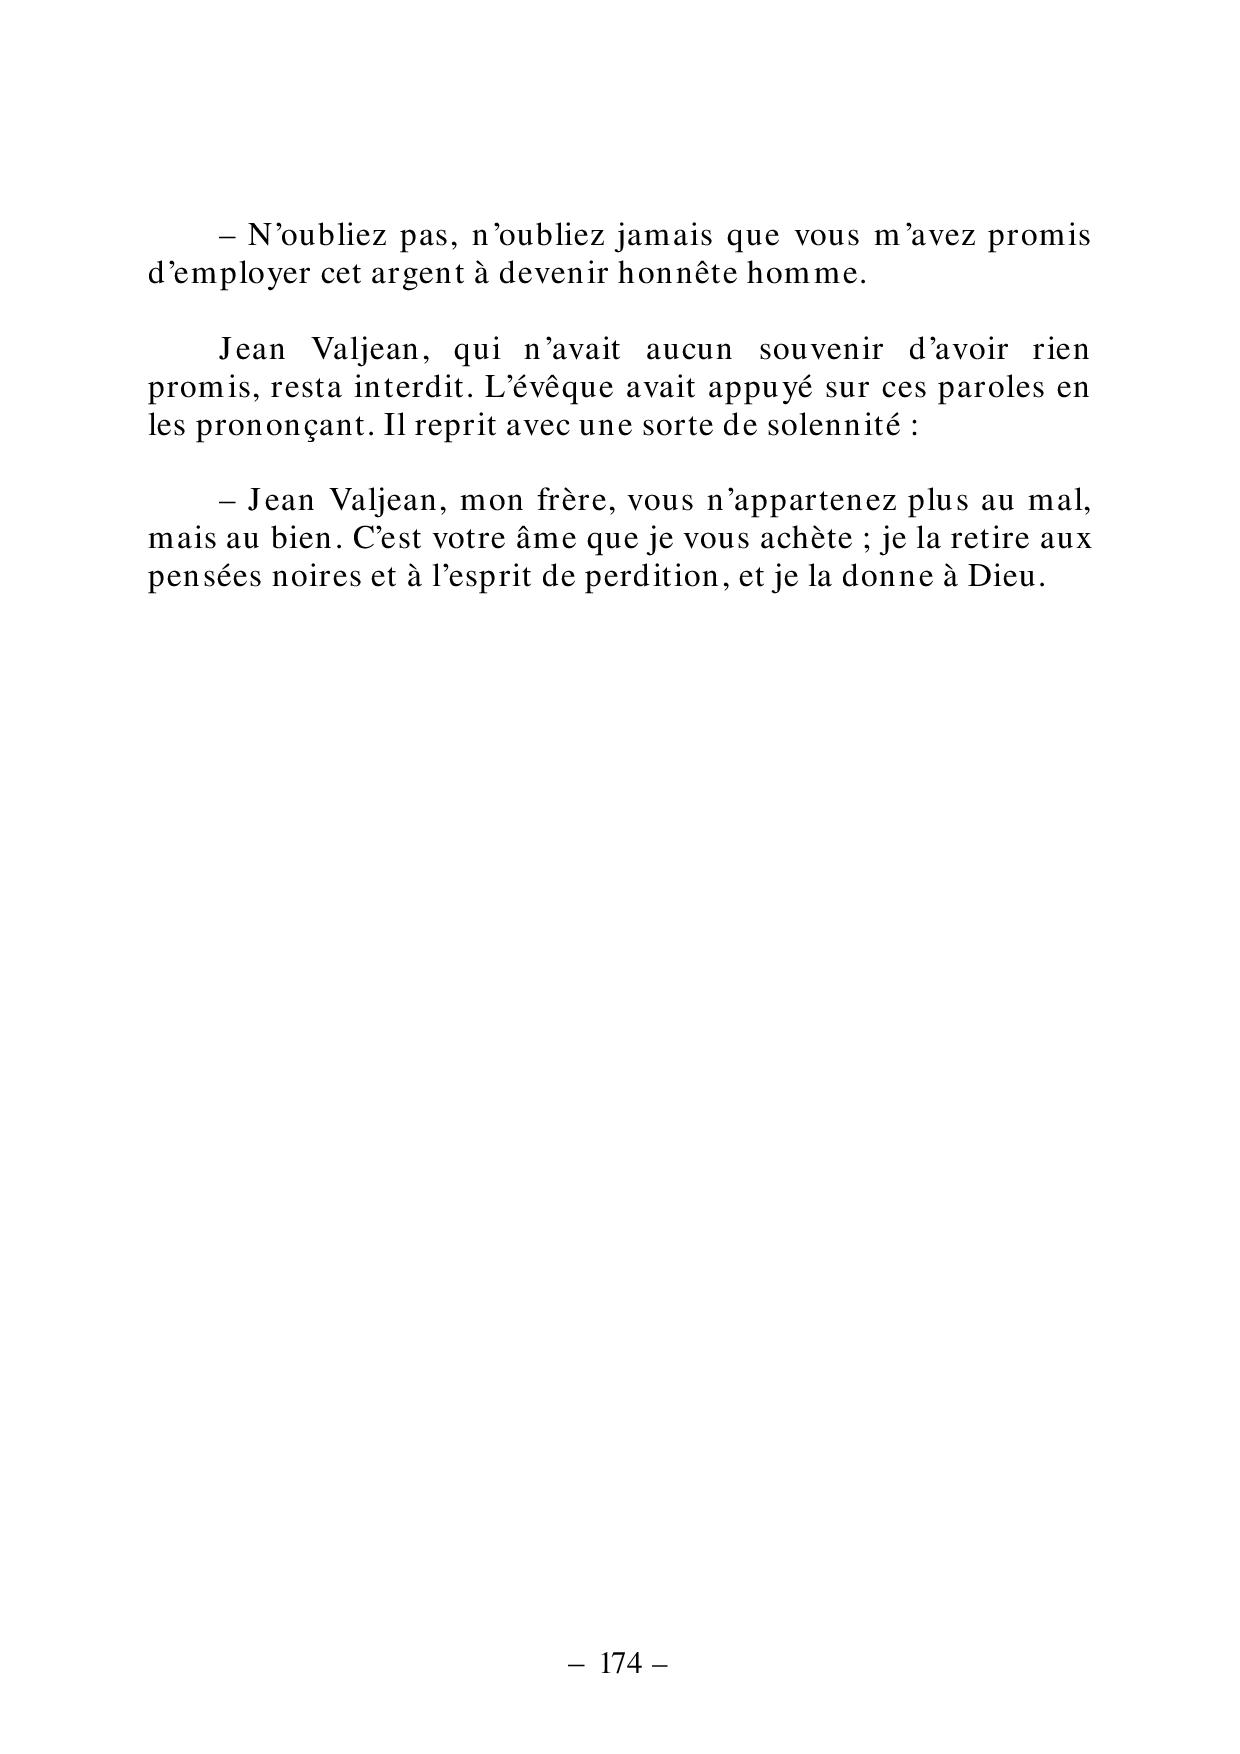 – N’oubliez pas, n’oubliez jamais que vous m’avez promis
d’employer cet argent à devenir honnête homme.
Jean Valjean, qui n’avait aucun souvenir d’avoir rien
promis, resta interdit. L’évêque avait appuyé sur ces paroles en
les prononçant. Il reprit avec une sorte de solennité :
– Jean Valjean, mon frère, vous n’appartenez plus au mal,
mais au bien. C’est votre âme que je vous achète ; je la retire aux
pensées noires et à l’esprit de perdition, et je la donne à Dieu.
– 174 –